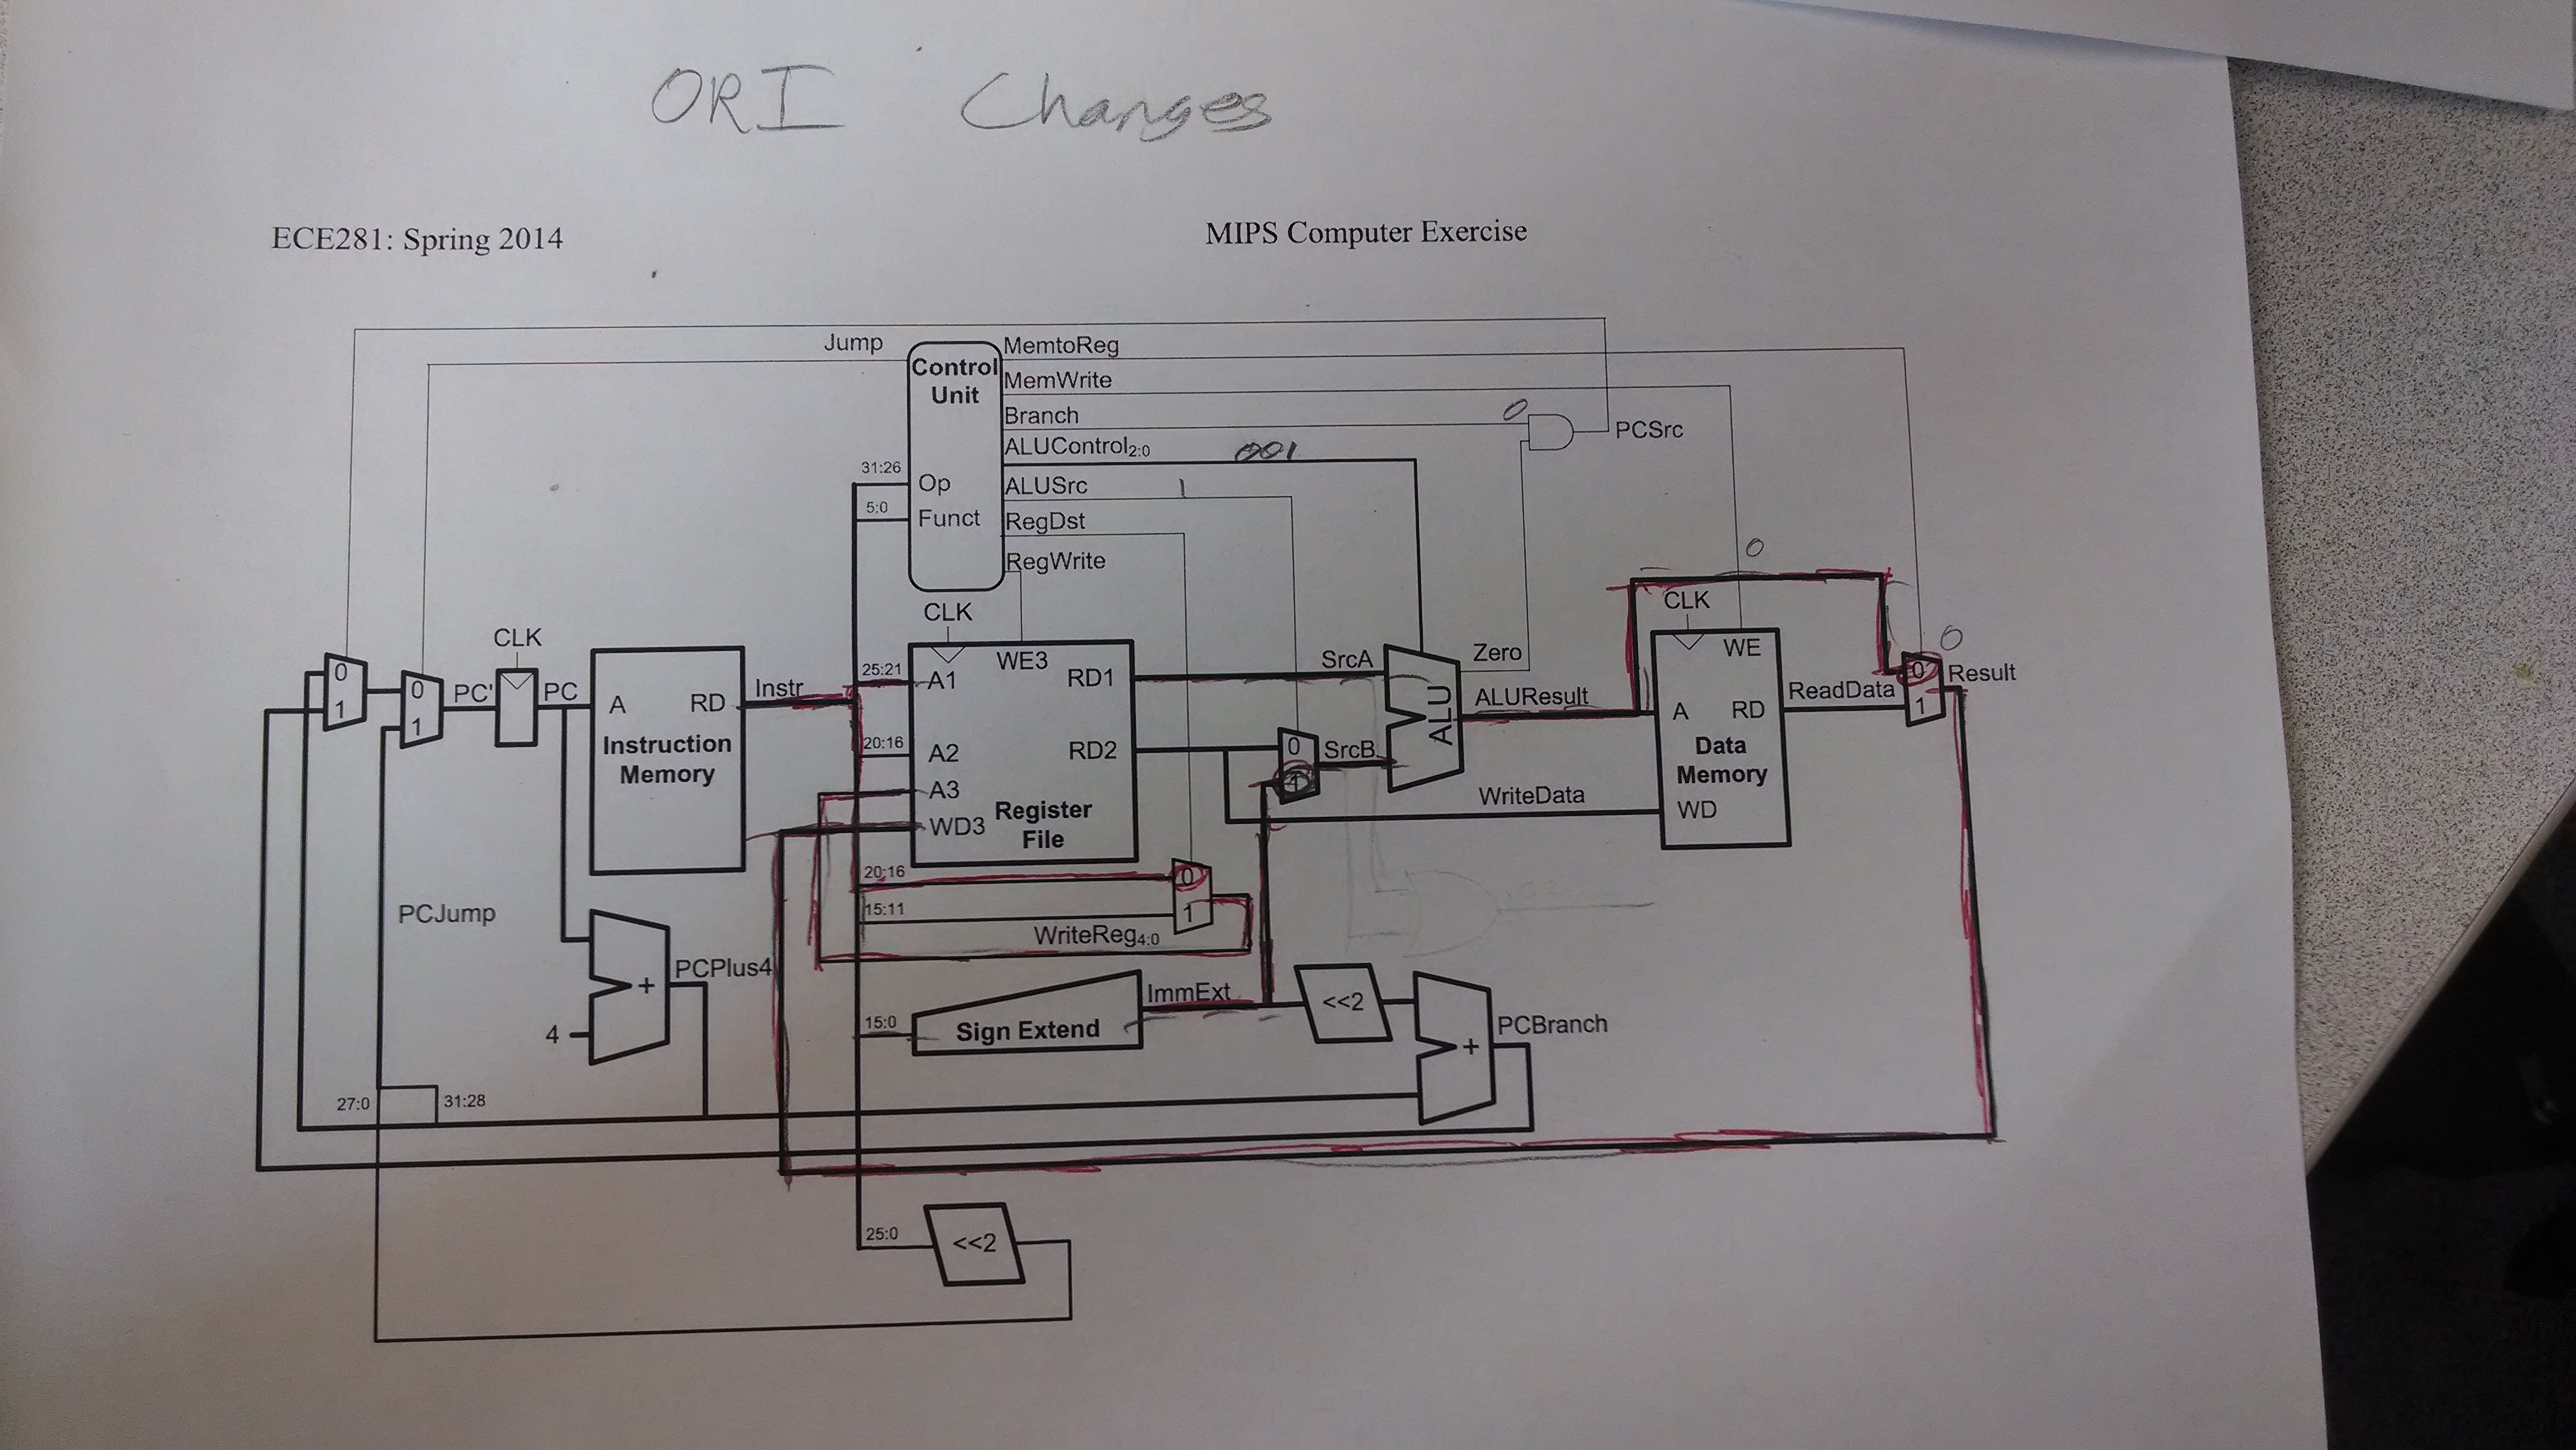 ORI Changes
ECE281: Spring 2014
MIPS Computer Exercise
Jump
Control
Unit
MemtoReg
MemWrite
Branch
0
PCSrc
ALUControl2:0
001
31:26
Op
ALUSrc
1
5:0
Funct
RegDst
RegWrite
0
CLK
CLK
CLK
0
1
0
1
PC'
PC
A
RD
Instruction
Memory
Instr
25:21
A1
WE3
RD1
20:16
A2
RD2
A3
WD3
Register
File
SrcA
0
1
SrcB
ALU
Zero
ALUResult
WriteData
WE
A
RD
Data
Memory
WD
ReadData
0
0
1
Result
20:16
0
15:11
1
WriteReg4:0
PCJump
PCPlus4
+
4
15:0
Sign Extend
ImmExt
<<2
+
PCBranch
27:0
31:28
25:0
<<2